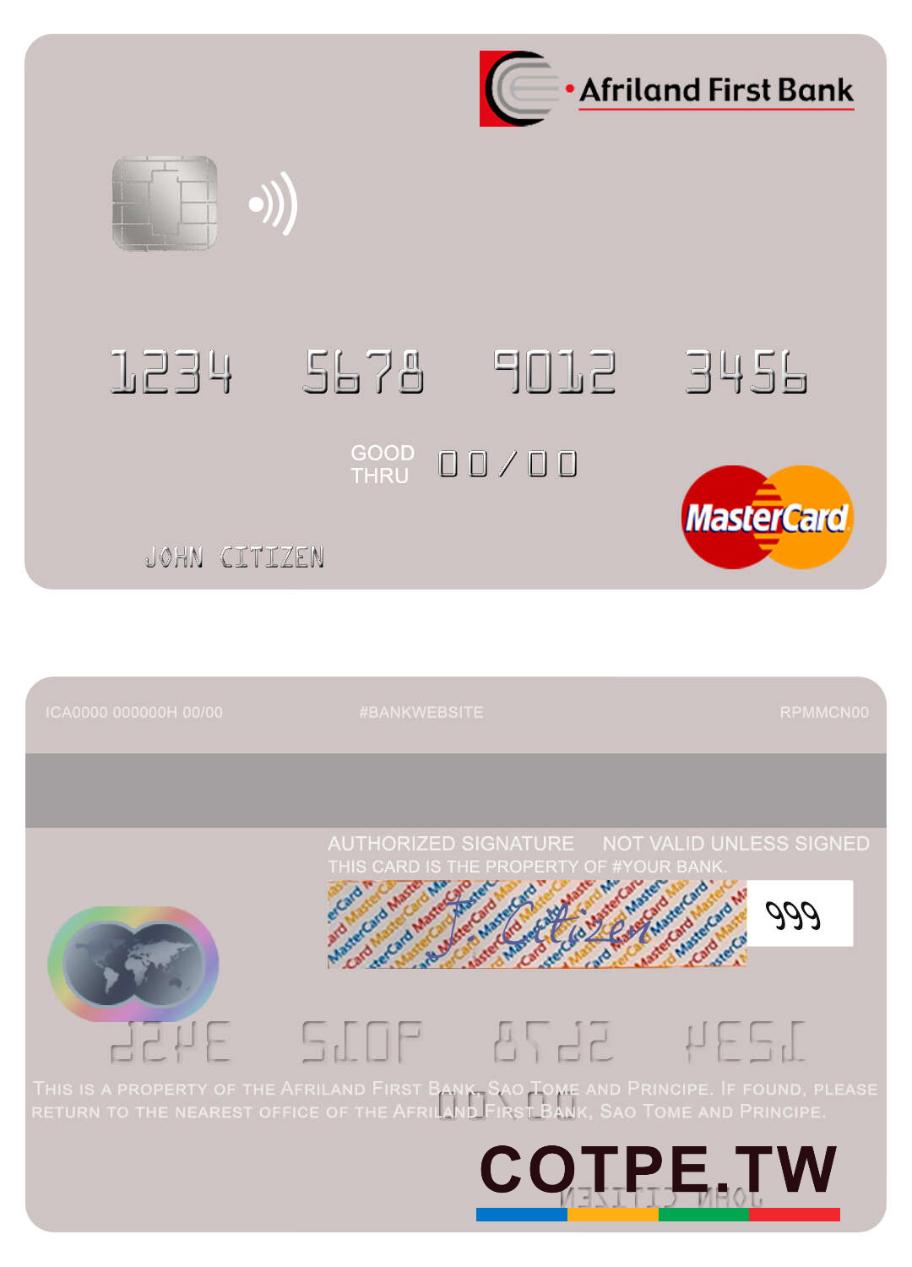 Afriland First Bank
1234 5678 9012 3456
GOOD THRU 00/00
MasterCard
JOHN CITIZEN
ICA0000 000000H 00/00 #BANKWEBSITE RPMMCN00
AUTHORIZED SIGNATURE NOT VALID UNLESS SIGNED
THIS CARD IS THE PROPERTY OF #YOUR BANK.
J. Citizen 999
THIS IS A PROPERTY OF THE AFRILAND FIRST BANK, SAO TOME AND PRINCIPE. IF FOUND, PLEASE
RETURN TO THE NEAREST OFFICE OF THE AFRILAND FIRST BANK, SAO TOME AND PRINCIPE.
COTPE.TW